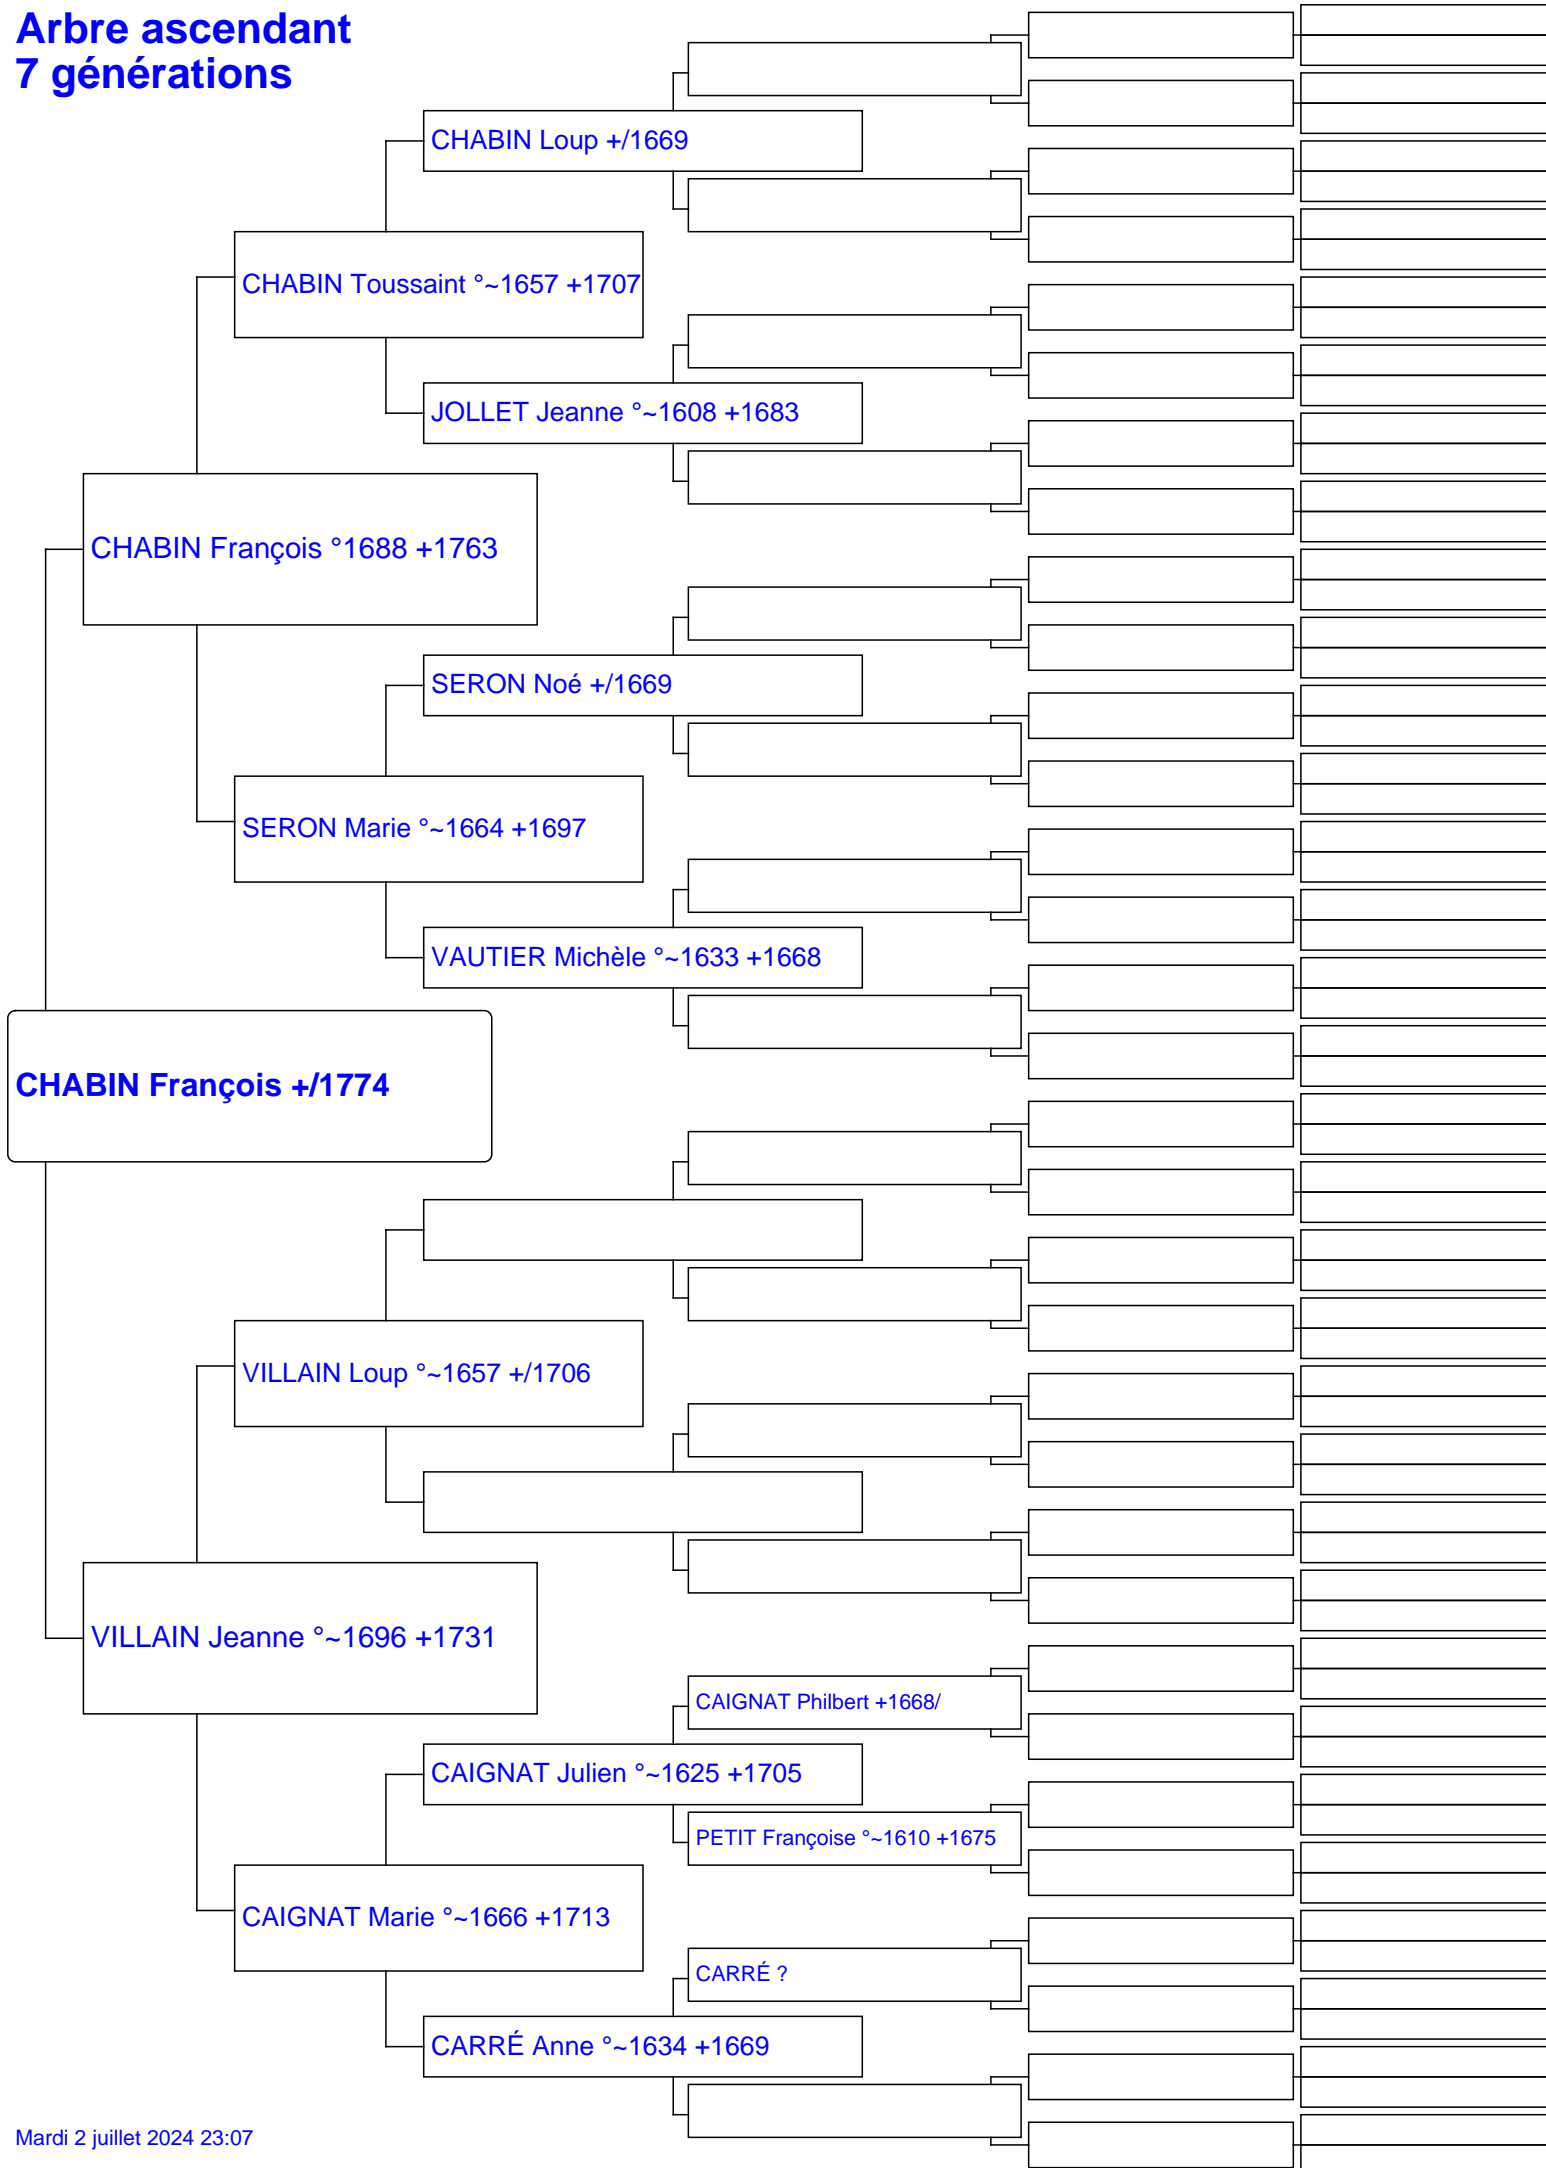 Arbre ascendant
7 générations
CHABIN Loup +/1669
CHABIN Toussaint °~1657 +1707
JOLLET Jeanne °~1608 +1683
CHABIN François °1688 +1763
SERON Noé +/1669
SERON Marie °~1664 +1697
VAUTIER Michèle °~1633 +1668
CHABIN François +/1774
VILLAIN Loup °~1657 +/1706
VILLAIN Jeanne °~1696 +1731
CAIGNAT Philbert +1668/
CAIGNAT Julien °~1625 +1705
PETIT Françoise °~1610 +1675
CAIGNAT Marie °~1666 +1713
CARRÉ ?
CARRÉ Anne °~1634 +1669
Mardi 2 juillet 2024 23:07